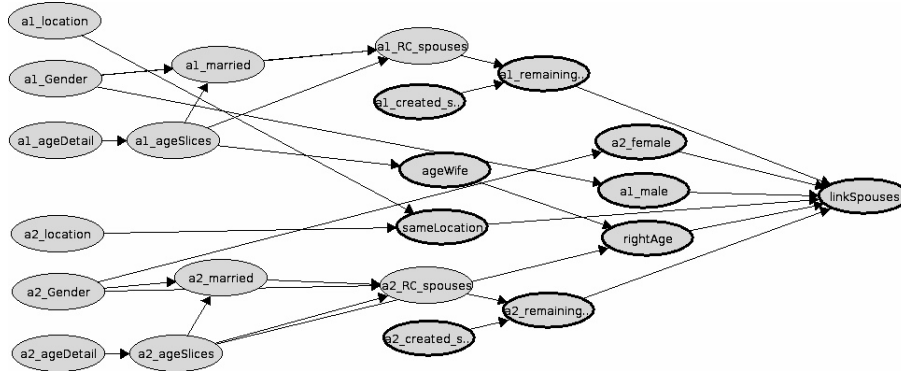 a1_location
a1_Gender
a1_married
a1_RC_spouses
a1_remaining..
a1_created_s..
a1_ageDetail
a1_ageSlices
a2_female
ageWife
a1_male
linkSpouses
a2_location
sameLocation
rightAge
a2_Gender
a2_married
a2_RC_spouses
a2_remaining..
a2_created_s..
a2_ageDetail
a2_ageSlices